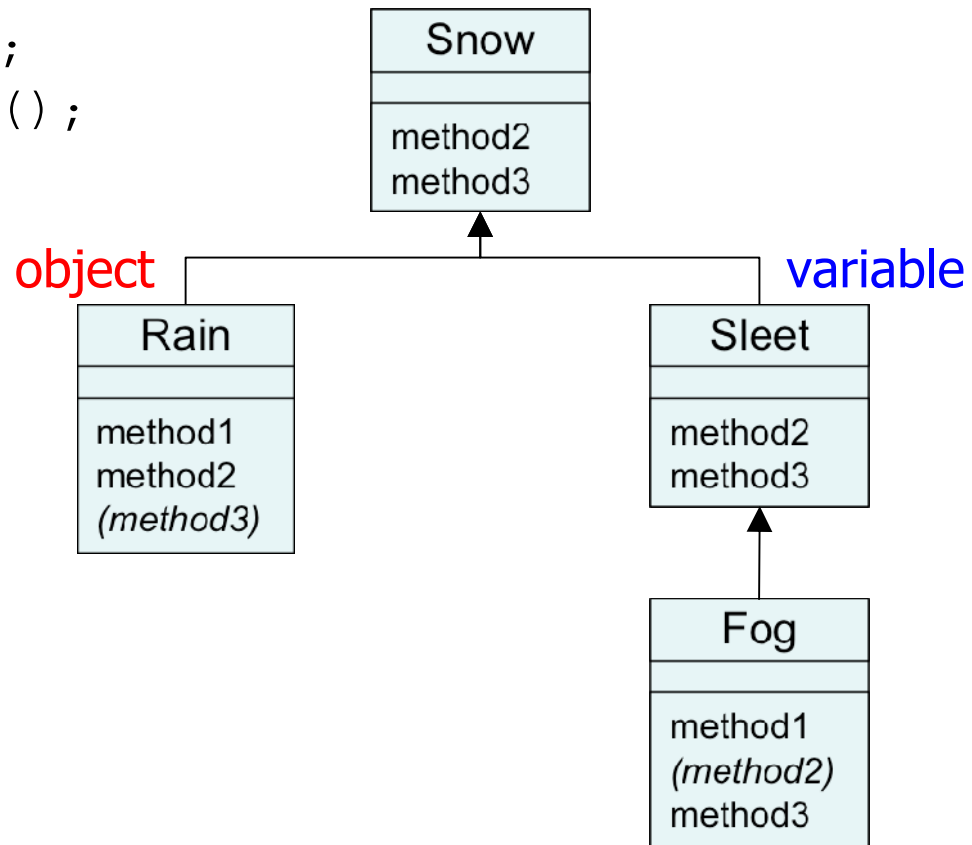 ;
();
Snow
method2
method3
object
variable
Rain
method1
method2
(method3)
Sleet
method2
method3
Fog
method1
(method2)
method3